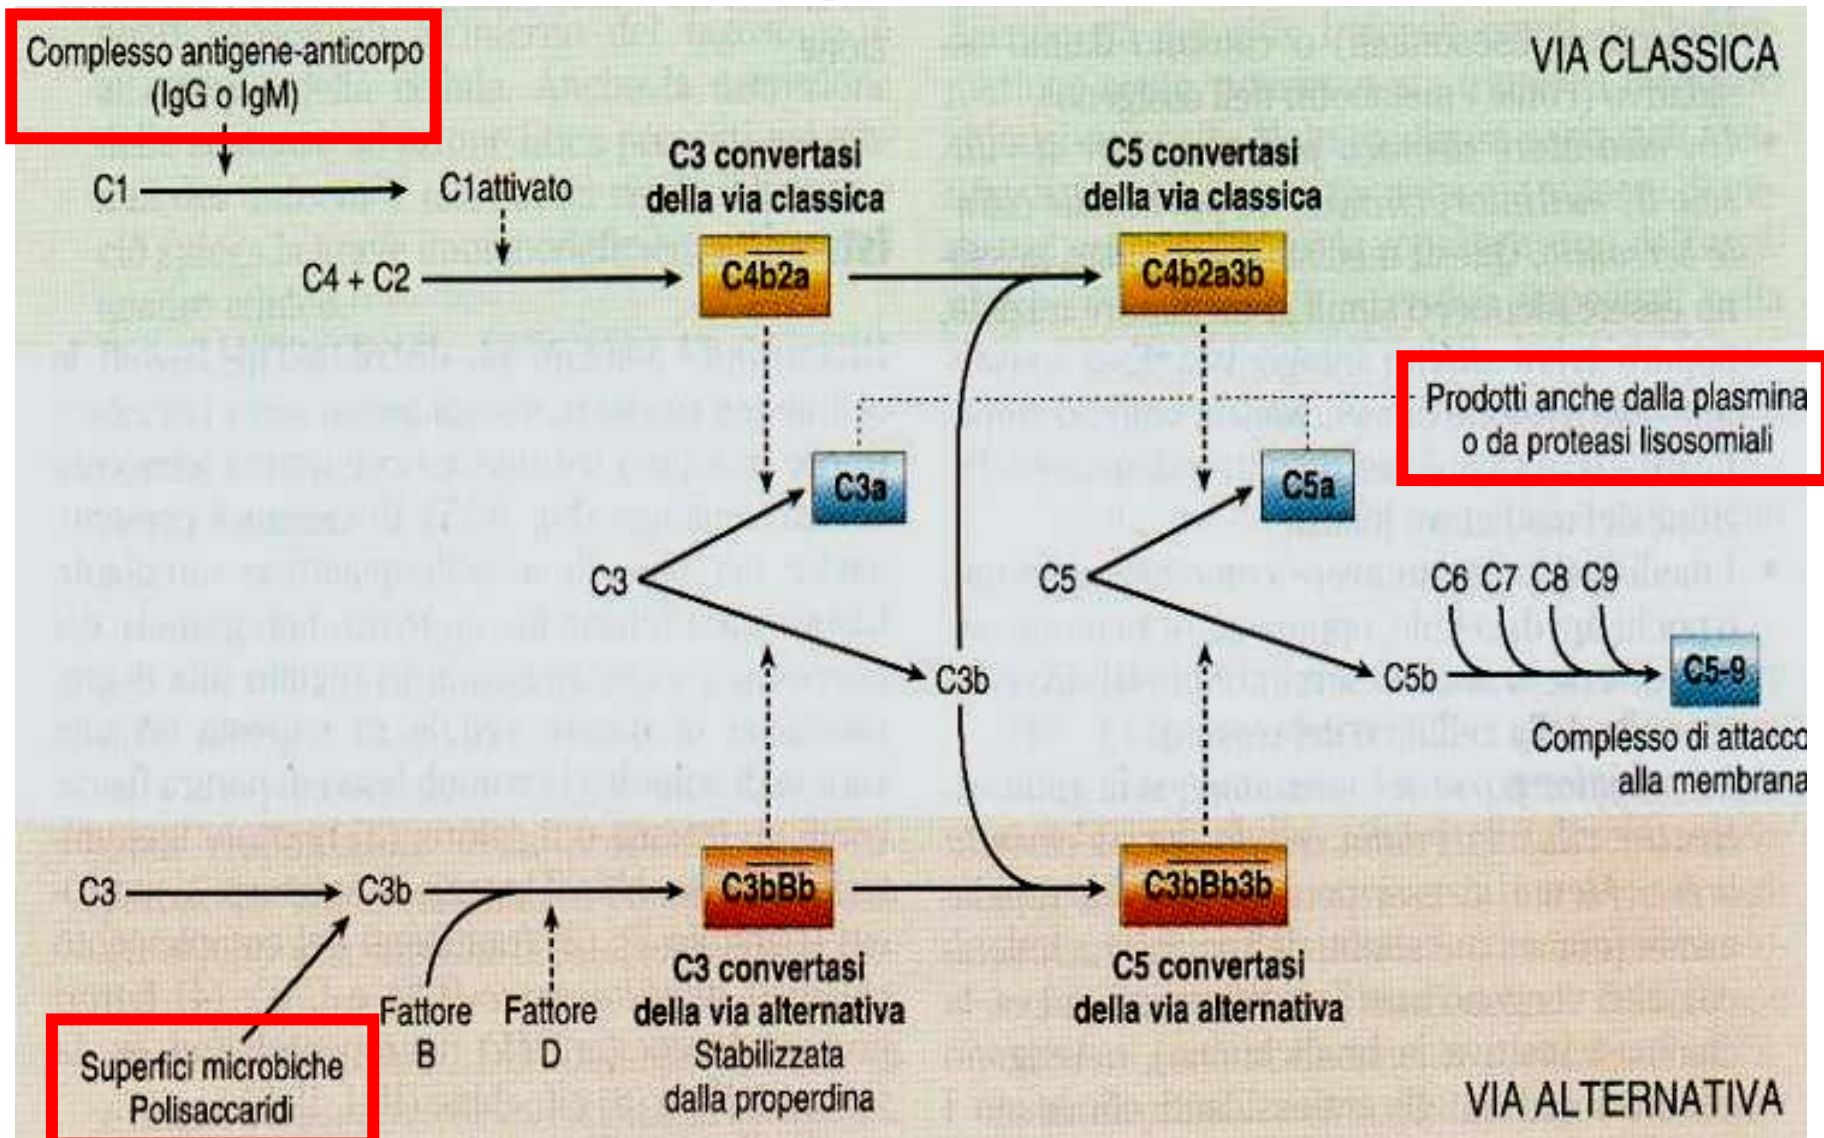 Complesso antigene-anticorpo
(IgG o IgM)
VIA CLASSICA
C1
C1attivato
C3 convertasi
della via classica
C5 convertasi
della via classica
C4 + C2
C4b2a
C4b2a3b
Prodotti anche dalla plasmina
o da proteasi lisosomiali
C3a
C5a
C3
C5
C6 C7 C8 C9
C3b
C5b
C5-9
Complesso di attacco
alla membrana
C3
C3b
C3bBb
C3bBb3b
Fattore
B
Fattore
D
C3 convertasi
della via alternativa
Stabilizzata
dalla properdina
C5 convertasi
della via alternativa
Superfici microbiche
Polisaccaridi
VIA ALTERNATIVA